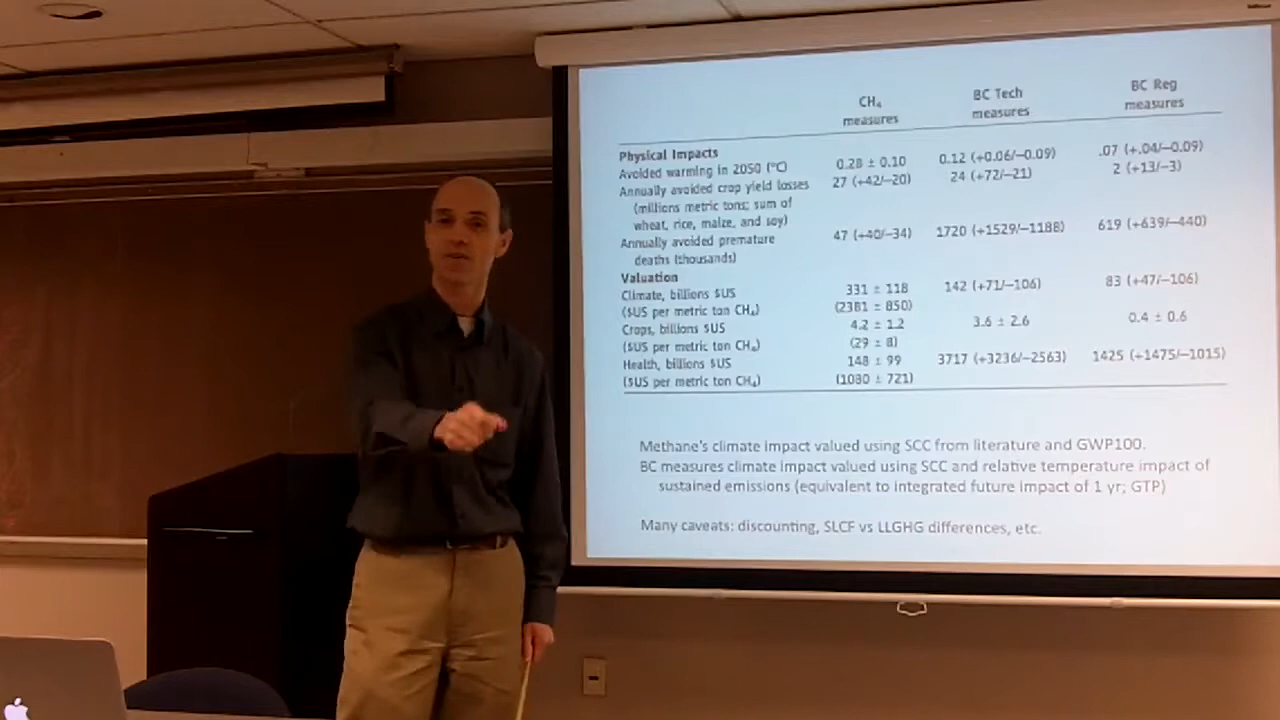 CH₄ measures BC Tech measures BC Reg measures
Physical Impacts
Avoided warming in 2050 (°C) 0.28 ± 0.10 0.12 (+0.06/−0.09) .07 (+.04/−0.09)
Annually avoided crop yield losses 27 (+42/−20) 24 (+72/−21) 2 (+13/−3)
(millions metric tons; sum of
wheat, rice, maize, and soy)
Annually avoided premature 47 (+40/−34) 1720 (+1529/−1188) 619 (+639/−440)
deaths (thousands)
Valuation
Climate, billions $US 331 ± 118 142 (+71/−106) 83 (+47/−106)
($US per metric ton CH₄) (2381 ± 850)
Crops, billions $US 4.2 ± 1.2 3.6 ± 2.6 0.4 ± 0.6
($US per metric ton CH₄) (29 ± 8)
Health, billions $US 148 ± 99 3717 (+3236/−2563) 1425 (+1475/−1015)
($US per metric ton CH₄) (1080 ± 721)
Methane's climate impact valued using SCC from literature and GWP100.
BC measures climate impact valued using SCC and relative temperature impact of
sustained emissions (equivalent to integrated future impact of 1 yr; GTP)
Many caveats: discounting, SLCF vs LLGHG differences, etc.